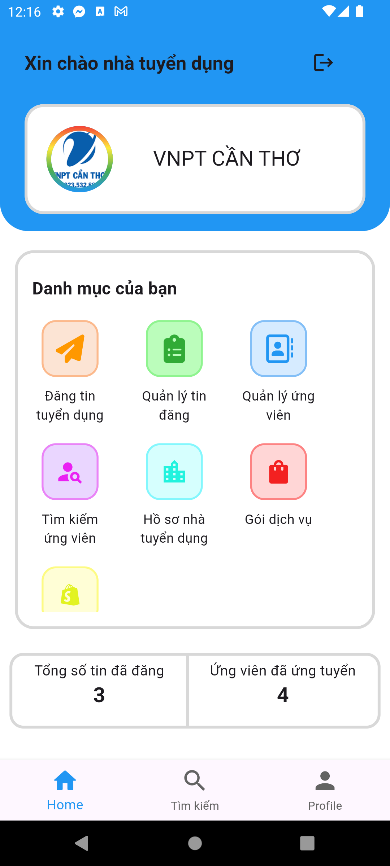 12:16
Xin chào nhà tuyển dụng
VNPT CẦN THƠ
VNPT CẦN THƠ
Danh mục của bạn
Đăng tin
tuyển dụng
Quản lý tin
đăng
Quản lý ứng
viên
Tìm kiếm
ứng viên
Hồ sơ nhà
tuyển dụng
Gói dịch vụ
Tổng số tin đã đăng
3
Ứng viên đã ứng tuyển
4
Home
Tìm kiếm
Profile